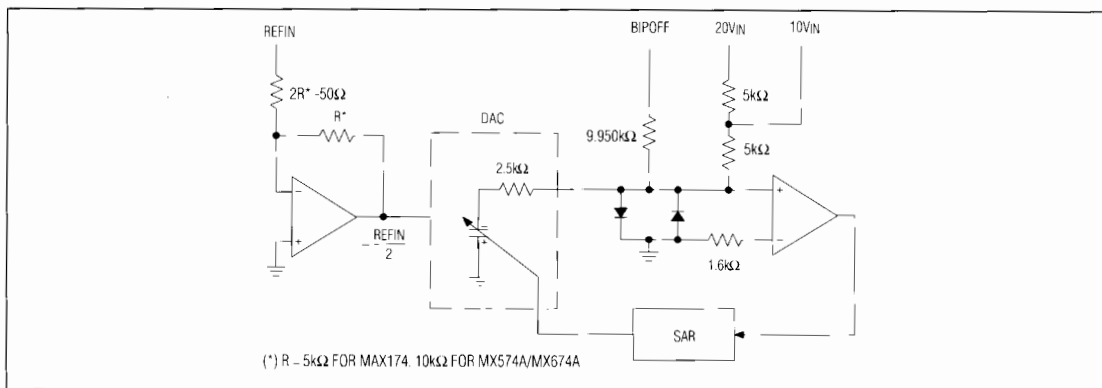 REFIN
BIPOFF
20VIN
10VIN
2R* -50Ω
R*
DAC
5kΩ
9.950kΩ
5kΩ
2.5kΩ
-
+
- REFIN
2
+
+
-
1.6kΩ
SAR
(*) R = 5kΩ FOR MAX174. 10kΩ FOR MX574A/MX674A